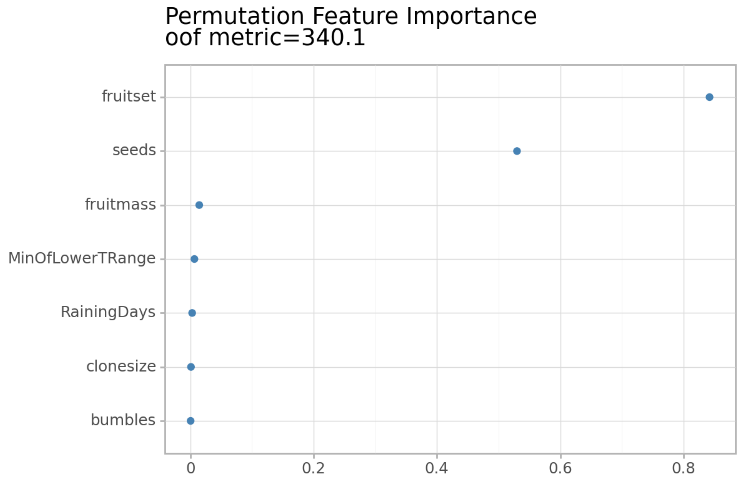 Permutation Feature Importance
oof metric=340.1
fruitset
seeds
fruitmass
MinOfLowerTRange
RainingDays
clonesize
bumbles
0
0.2
0.4
0.6
0.8